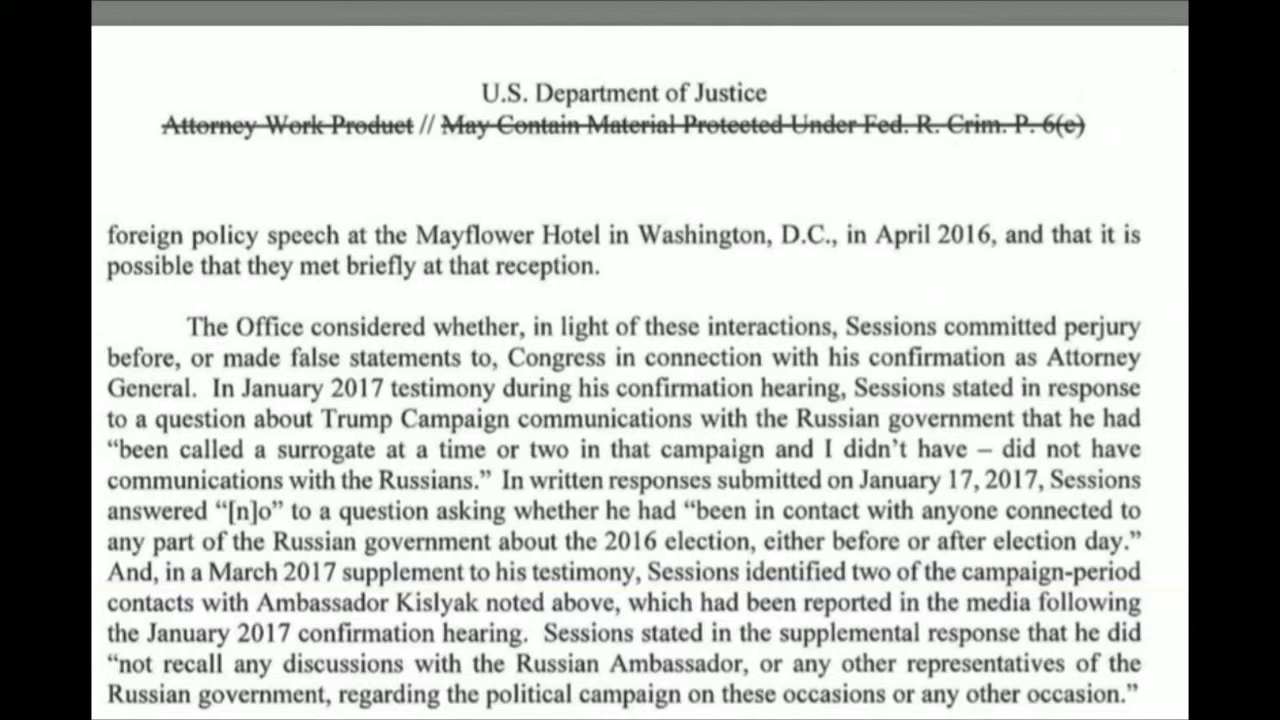 U.S. Department of Justice
Attorney Work Product // May Contain Material Protected Under Fed. R. Crim. P. 6(e)
foreign policy speech at the Mayflower Hotel in Washington, D.C., in April 2016, and that it is
possible that they met briefly at that reception.
The Office considered whether, in light of these interactions, Sessions committed perjury
before, or made false statements to, Congress in connection with his confirmation as Attorney
General. In January 2017 testimony during his confirmation hearing, Sessions stated in response
to a question about Trump Campaign communications with the Russian government that he had
“been called a surrogate at a time or two in that campaign and I didn’t have – did not have
communications with the Russians.” In written responses submitted on January 17, 2017, Sessions
answered “[n]o” to a question asking whether he had “been in contact with anyone connected to
any part of the Russian government about the 2016 election, either before or after election day.”
And, in a March 2017 supplement to his testimony, Sessions identified two of the campaign-period
contacts with Ambassador Kislyak noted above, which had been reported in the media following
the January 2017 confirmation hearing. Sessions stated in the supplemental response that he did
“not recall any discussions with the Russian Ambassador, or any other representatives of the
Russian government, regarding the political campaign on these occasions or any other occasion.”